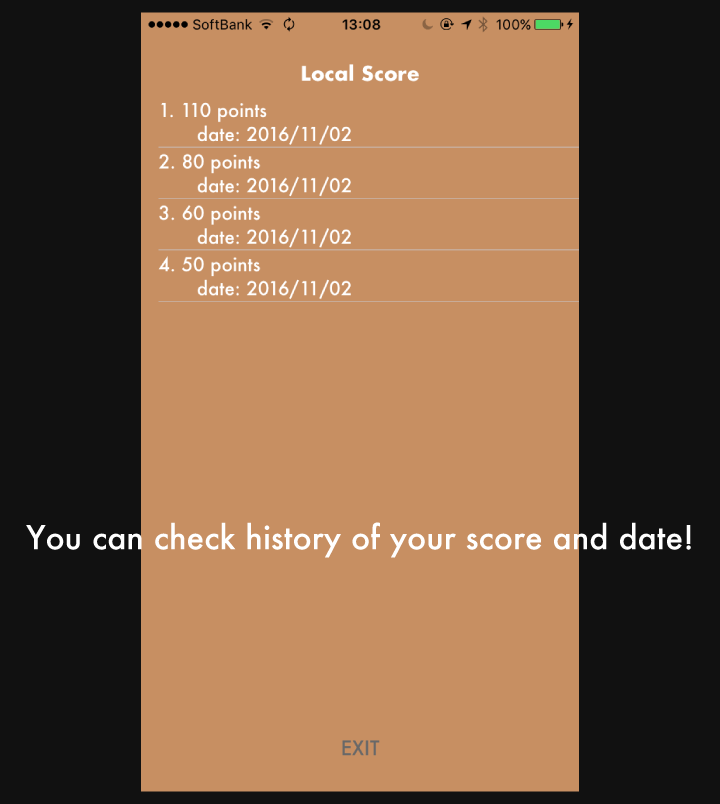 ●●●●● SoftBank 13:08 100%
Local Score
1. 110 points
date: 2016/11/02
2. 80 points
date: 2016/11/02
3. 60 points
date: 2016/11/02
4. 50 points
date: 2016/11/02
You can check history of your score and date!
EXIT